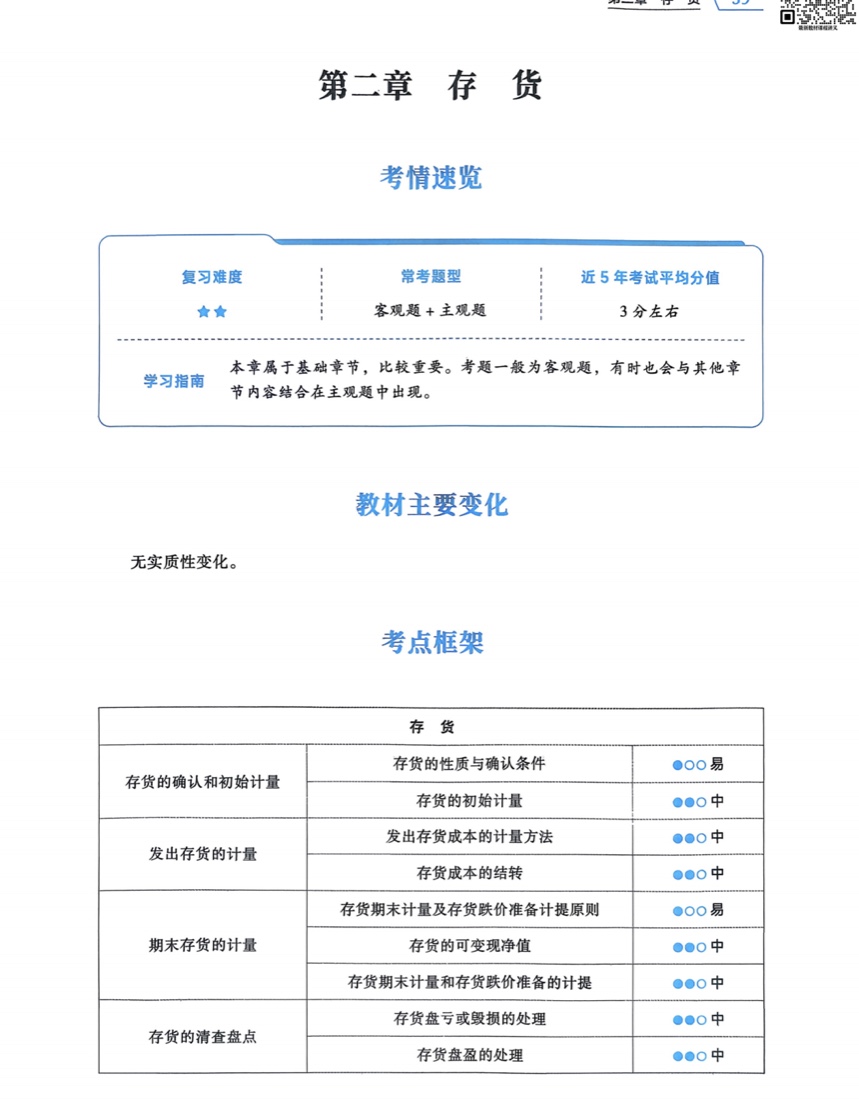 第二章 存 货
第二章 存 货
考情速览
复习难度 常考题型 近5年考试平均分值
★★ 客观题+主观题 3分左右
学习指南 本章属于基础章节，比较重要。考题一般为客观题，有时也会与其他章
节内容结合在主观题中出现。
教材主要变化
无实质性变化。
考点框架
存 货
存货的确认和初始计量
存货的性质与确认条件 ●○○易
存货的初始计量 ●●○中
发出存货的计量
发出存货成本的计量方法 ●●○中
存货成本的结转 ●●○中
期末存货的计量
存货期末计量及存货跌价准备计提原则 ●○○易
存货的可变现净值 ●●○中
存货期末计量和存货跌价准备的计提 ●●○中
存货的清查盘点
存货盘亏或毁损的处理 ●●○中
存货盘盈的处理 ●●○中